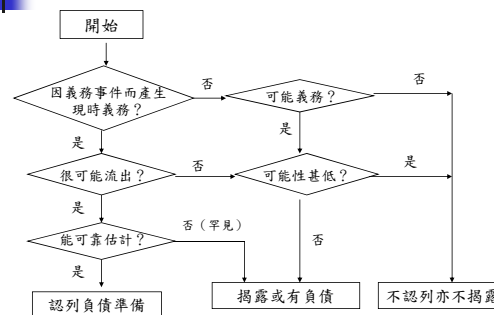 開始
因義務事件而產生
現時義務？
否
可能義務？
否
是
是
很可能流出？
否
可能性甚低？
是
是
能可靠估計？
否（罕見）
否
是
認列負債準備
揭露或有負債
不認列亦不揭露